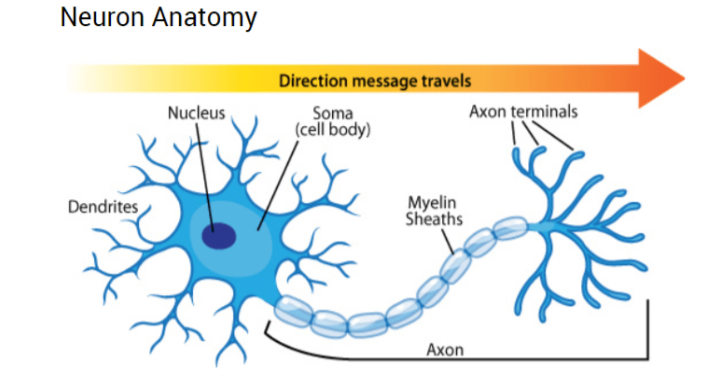 Neuron Anatomy
Direction message travels
Nucleus
Soma
(cell body)
Axon terminals
Dendrites
Myelin
Sheaths
Axon